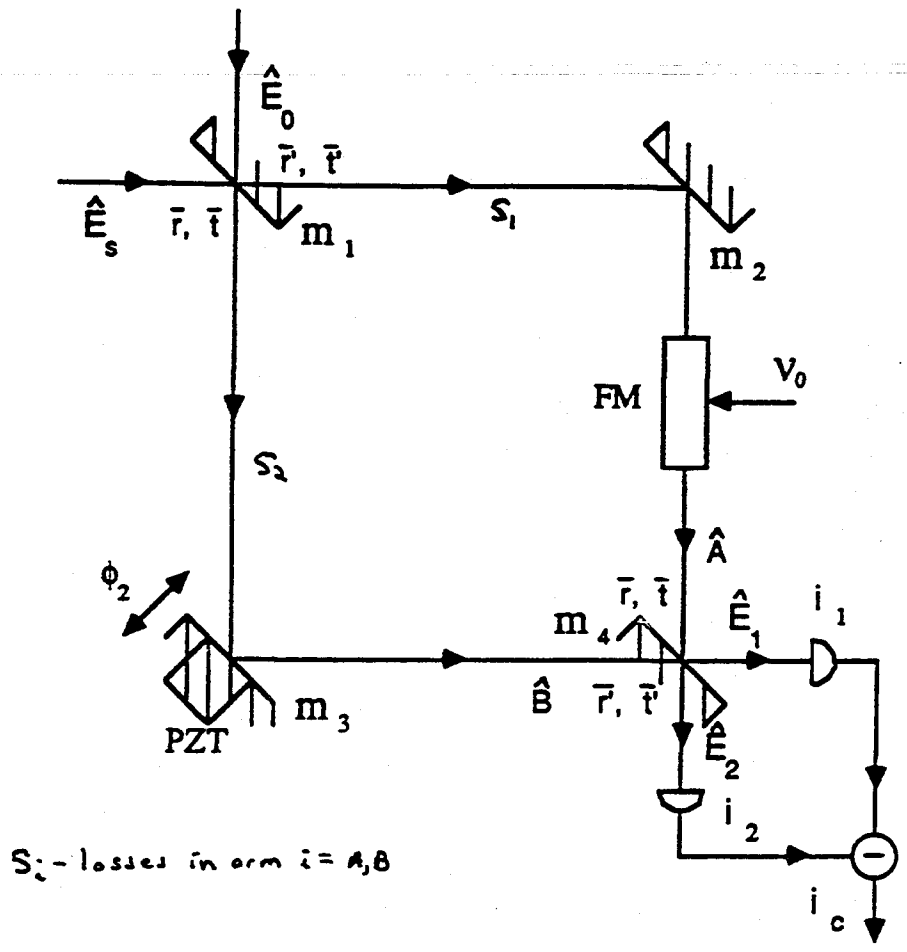 Ê₀
r̄', t̄'
Êₛ
r̄, t̄
m₁
S₁
m₂
FM
V₀
S₂
Â
ϕ₂
r̄, t̄
m₄
Ê₁
i₁
B̂
r̄', t̄'
m₃
PZT
Ê₂
i₂
Sᵢ - losses in arm i = A,B
−
i_c